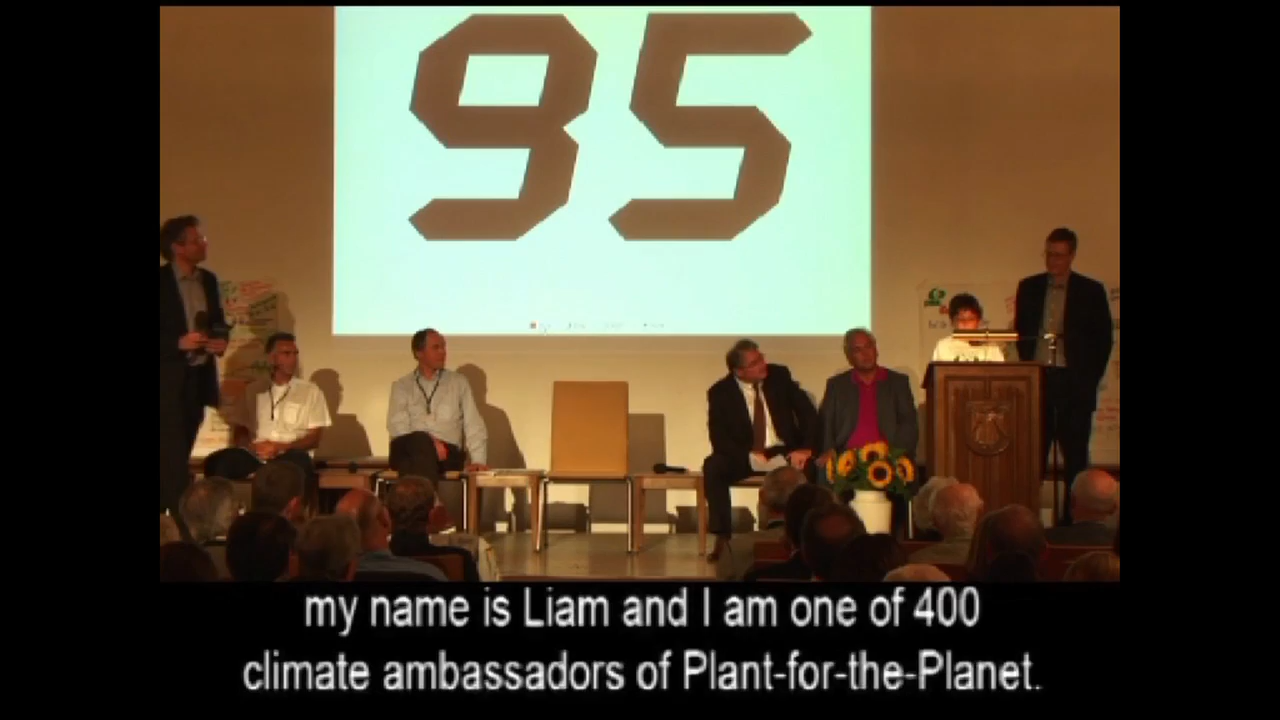 95
my name is Liam and I am one of 400
climate ambassadors of Plant-for-the-Planet.